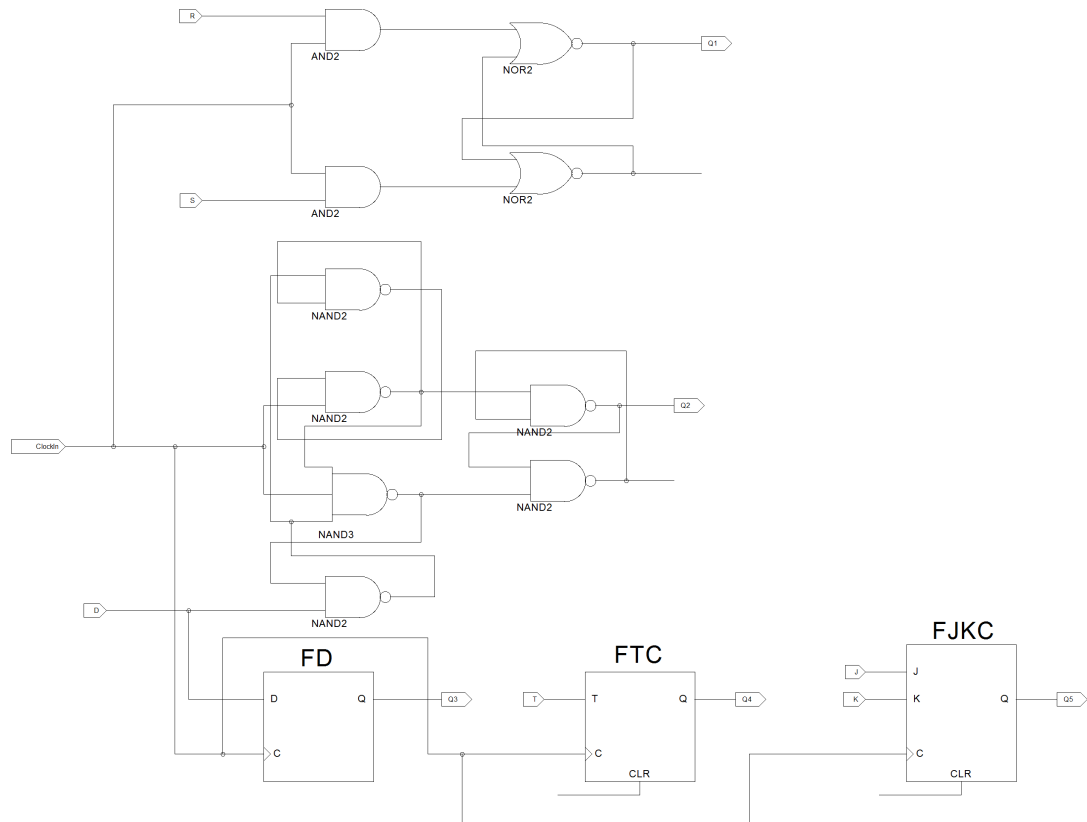 R
AND2
NOR2
Q1
S
AND2
NOR2
NAND2
NAND2
NAND2
Q2
ClockIn
NAND2
NAND3
D
NAND2
FD
D
Q
C
Q3
FTC
T
T
Q
C
CLR
Q4
FJKC
J
J
K
K
Q
C
CLR
Q5